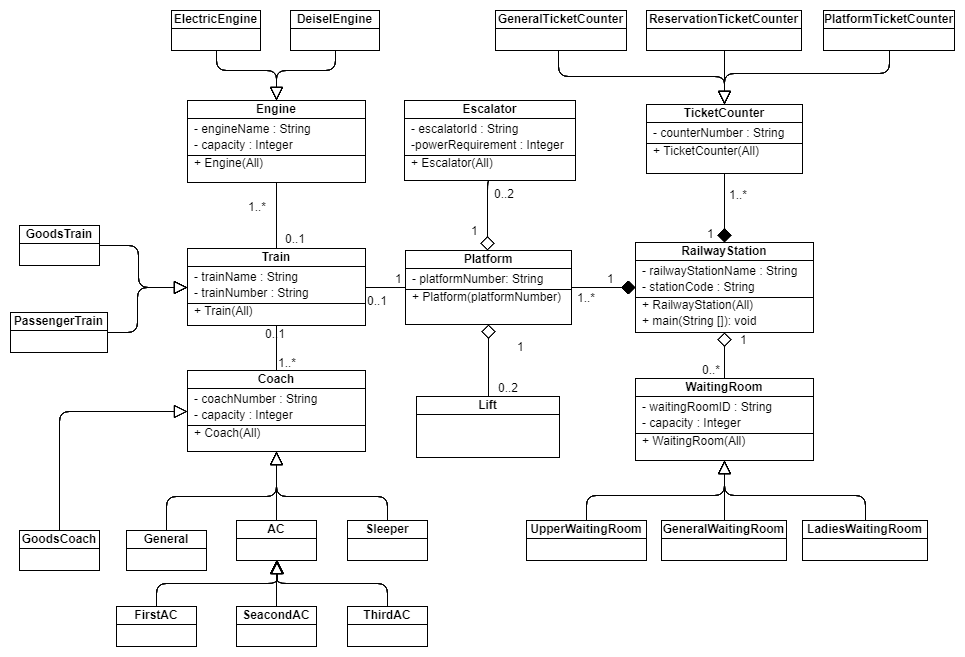 ElectricEngine
DeiselEngine
GeneralTicketCounter
ReservationTicketCounter
PlatformTicketCounter
Engine
- engineName : String
- capacity : Integer
+ Engine(All)
Escalator
- escalatorId : String
-powerRequirement : Integer
+ Escalator(All)
TicketCounter
- counterNumber : String
+ TicketCounter(All)
1..*
0..1
0..2
1
1..*
1
GoodsTrain
PassengerTrain
Train
- trainName : String
- trainNumber : String
+ Train(All)
1
0..1
Platform
- platformNumber: String
+ Platform(platformNumber)
1
1..*
RailwayStation
- railwayStationName : String
- stationCode : String
+ RailwayStation(All)
+ main(String []): void
0..1
1..*
1
0..2
1
0..*
Coach
- coachNumber : String
- capacity : Integer
+ Coach(All)
Lift
WaitingRoom
- waitingRoomID : String
- capacity : Integer
+ WaitingRoom(All)
GoodsCoach
General
AC
Sleeper
UpperWaitingRoom
GeneralWaitingRoom
LadiesWaitingRoom
FirstAC
SeacondAC
ThirdAC